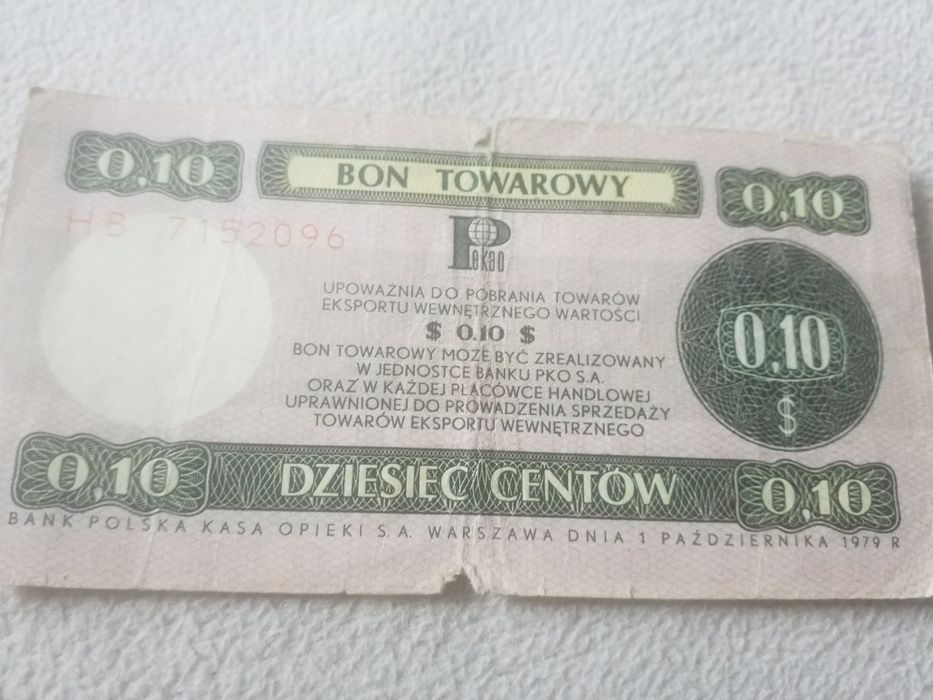 0,10 BON TOWAROWY 0,10
HB 7152096
Pekao
UPOWAŻNIA DO POBRANIA TOWARÓW
EKSPORTU WEWNĘTRZNEGO WARTOŚCI
$ 0.10 $
BON TOWAROWY MOŻE BYĆ ZREALIZOWANY
W JEDNOSTCE BANKU PKO S.A.
ORAZ W KAŻDEJ PLACÓWCE HANDLOWEJ
UPRAWNIONEJ DO PROWADZENIA SPRZEDAŻY
TOWARÓW EKSPORTU WEWNĘTRZNEGO
0,10
$
0,10 DZIESIĘĆ CENTÓW 0,10
BANK POLSKA KASA OPIEKI S.A. WARSZAWA DNIA 1 PAŹDZIERNIKA 1979 R